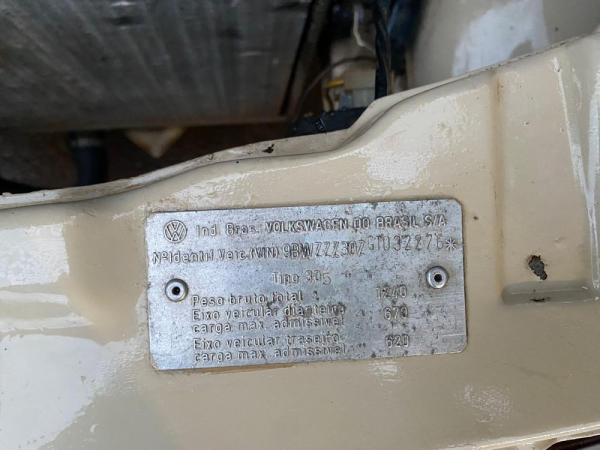 Ind. Bras. VOLKSWAGEN DO BRASIL S/A
Nº Identif. Veic. (VIN) 9BWZZZ30ZGT032276*
Tipo 305
Peso bruto total 1240
Eixo veicular dianteiro
carga max admissivel 670
Eixo veicular traseiro
carga max. admissivel 620